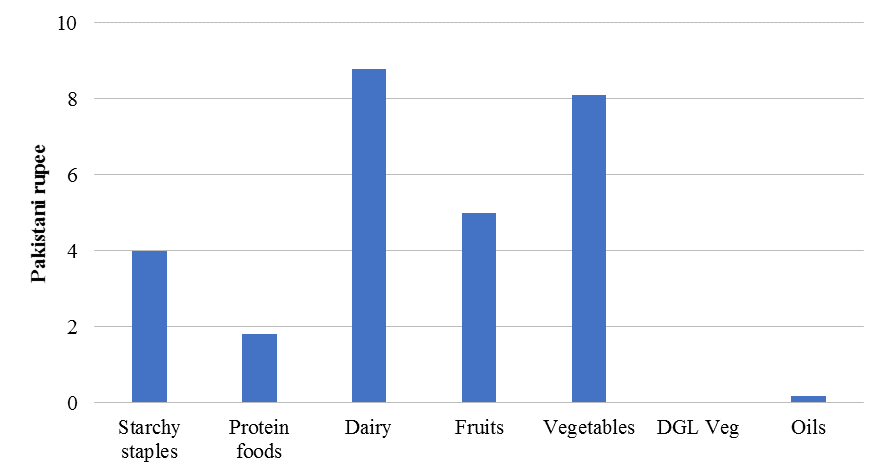 10
8
6
4
2
0
Pakistani rupee
Starchy staples
Protein foods
Dairy
Fruits
Vegetables
DGL Veg
Oils